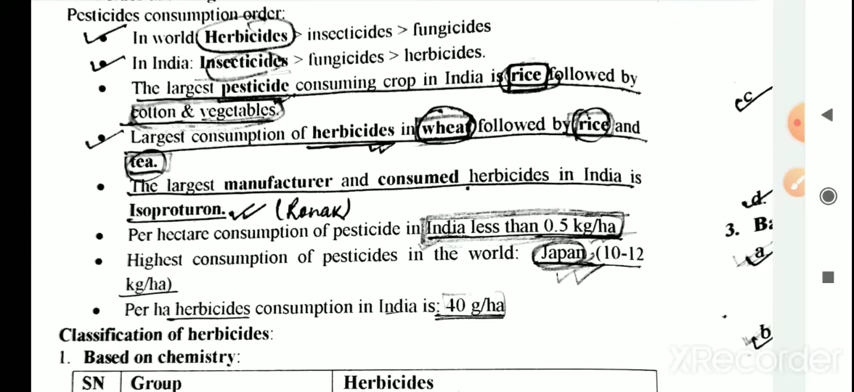 Pesticides consumption order:
In world Herbicides > insecticides > fungicides
In India: Insecticides > fungicides > herbicides.
• The largest pesticide consuming crop in India is rice followed by
cotton & vegetables.
Largest consumption of herbicides in wheat followed by rice and
tea.
• The largest manufacturer and consumed herbicides in India is
Isoproturon. (Ronak)
• Per hectare consumption of pesticide in India less than 0.5 kg/ha
• Highest consumption of pesticides in the world: Japan (10-12
kg/ha)
• Per ha herbicides consumption in India is: 40 g/ha
Classification of herbicides:
1. Based on chemistry:
SN Group Herbicides
d.
3. Ba
a
b
XRecorder